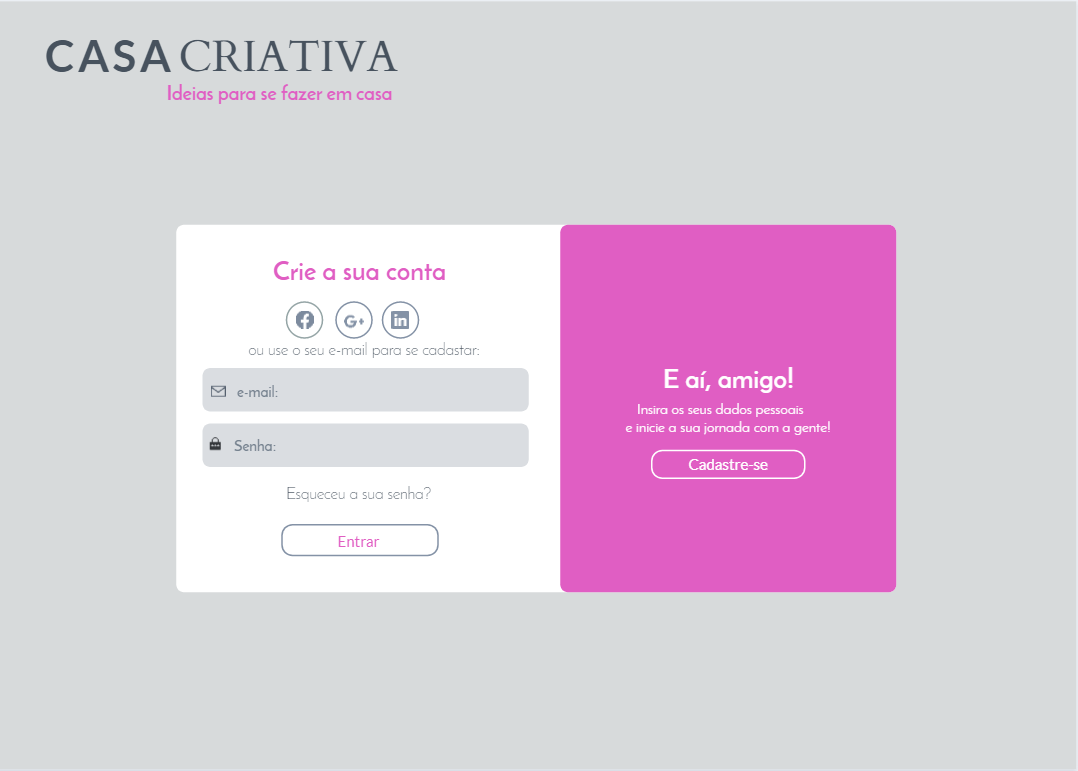 CASA CRIATIVA
Ideias para se fazer em casa
Crie a sua conta
G+
in
ou use o seu e-mail para se cadastar:
e-mail:
Senha:
Esqueceu a sua senha?
Entrar
E aí, amigo!
Insira os seus dados pessoais
e inicie a sua jornada com a gente!
Cadastre-se